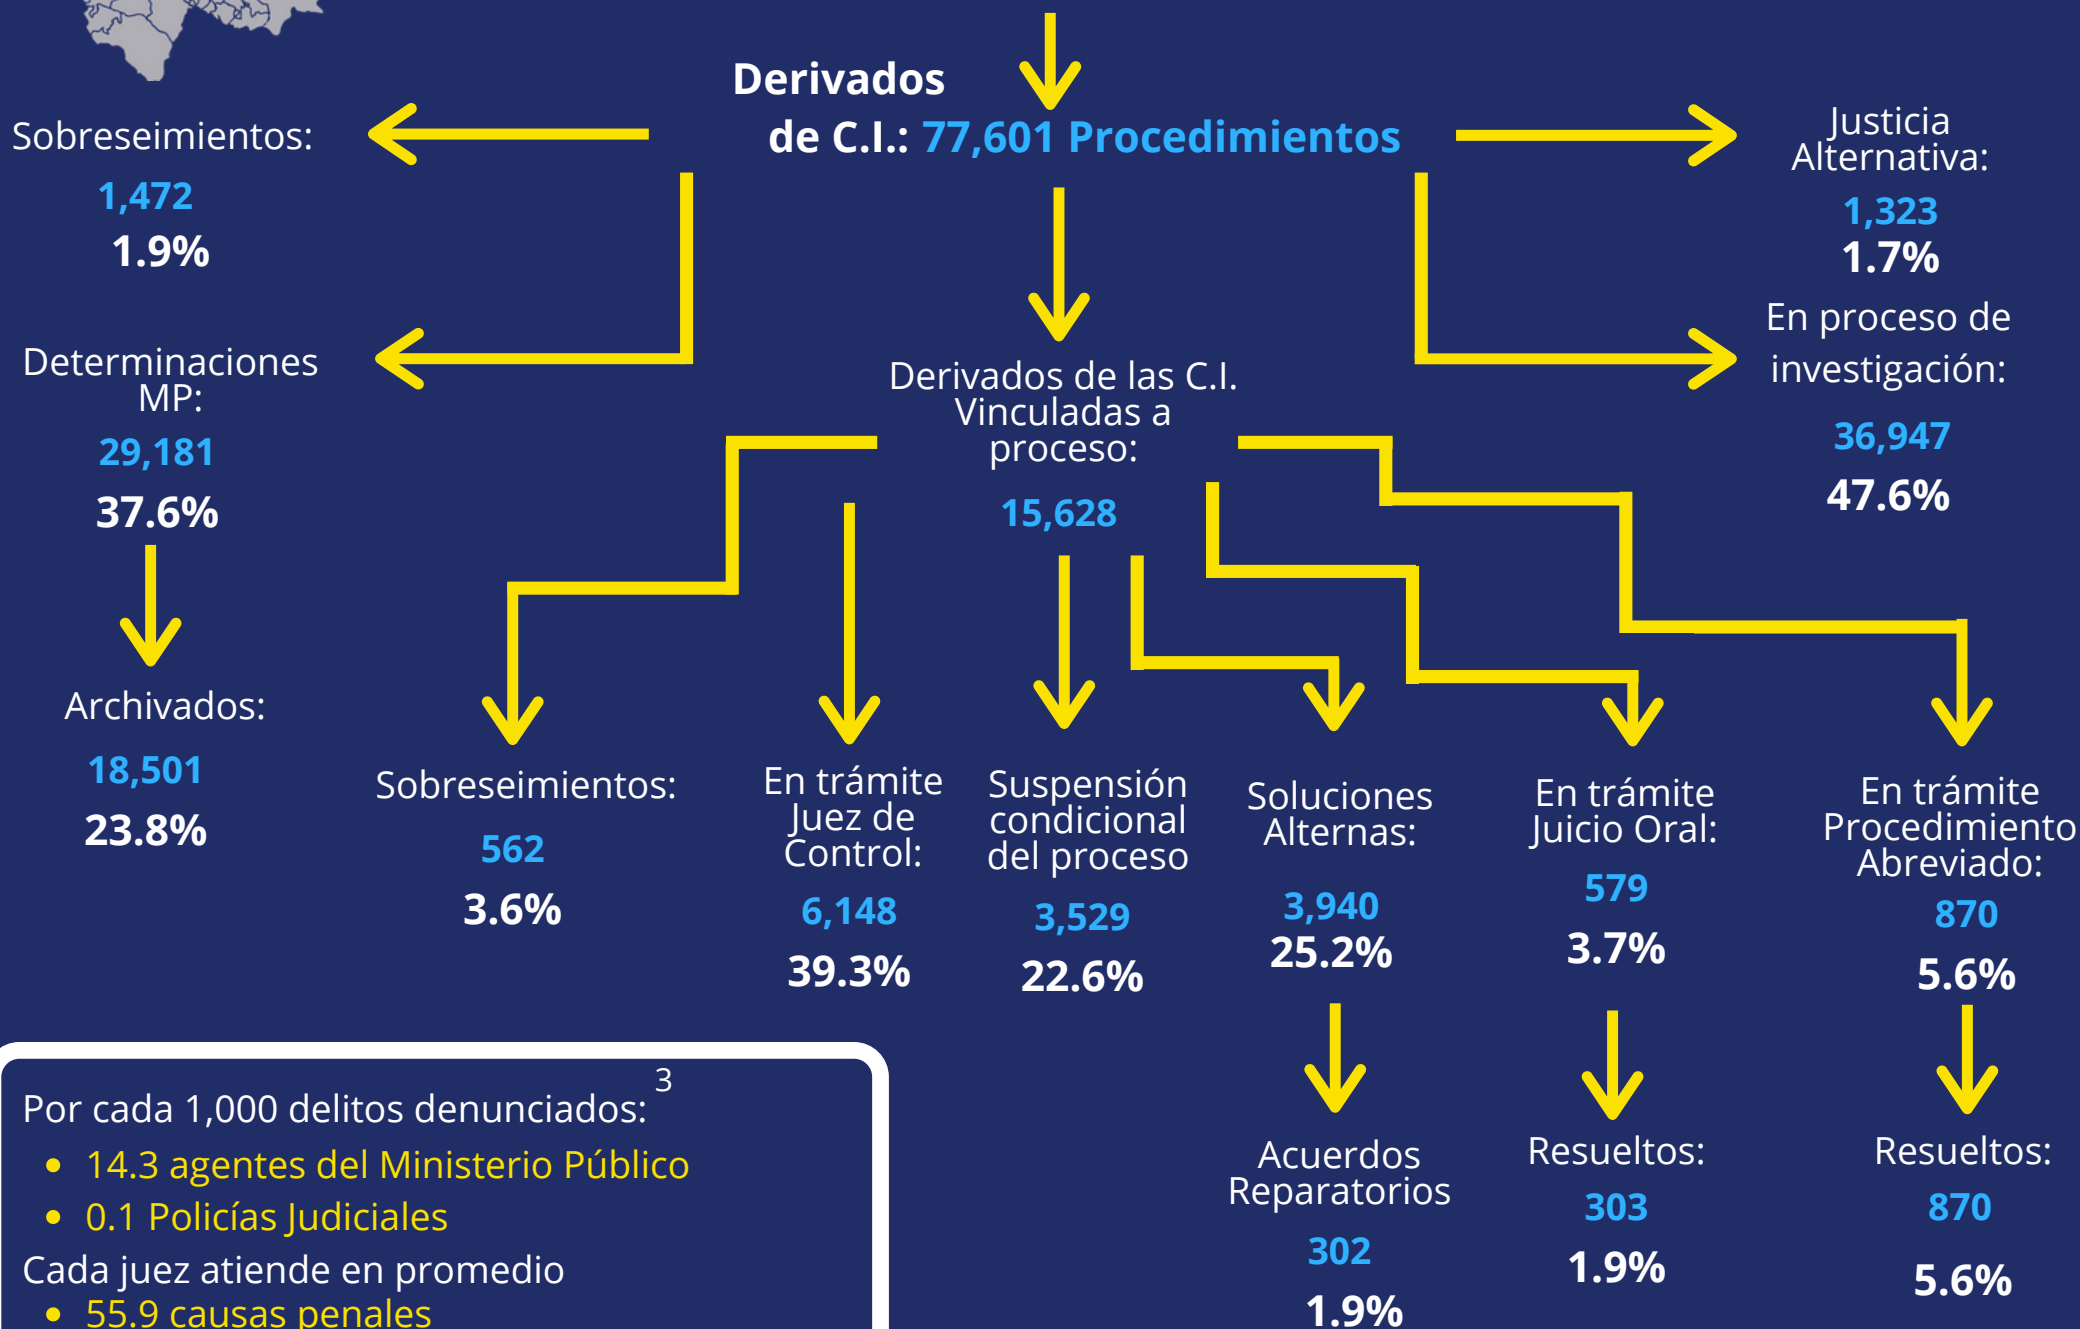 Derivados
de C.I.: 77,601 Procedimientos
Sobreseimientos:
1,472
1.9%
Justicia
Alternativa:
1,323
1.7%
Determinaciones
MP:
29,181
37.6%
Derivados de las C.I.
Vinculadas a
proceso:
15,628
En proceso de
investigación:
36,947
47.6%
Archivados:
18,501
23.8%
Sobreseimientos:
562
3.6%
En trámite
Juez de
Control:
6,148
39.3%
Suspensión
condicional
del proceso
3,529
22.6%
Soluciones
Alternas:
3,940
25.2%
En trámite
Juicio Oral:
579
3.7%
En trámite
Procedimiento
Abreviado:
870
5.6%
Acuerdos
Reparatorios
302
1.9%
Resueltos:
303
1.9%
Resueltos:
870
5.6%
Por cada 1,000 delitos denunciados: 3
• 14.3 agentes del Ministerio Público
• 0.1 Policías Judiciales
Cada juez atiende en promedio
• 55.9 causas penales